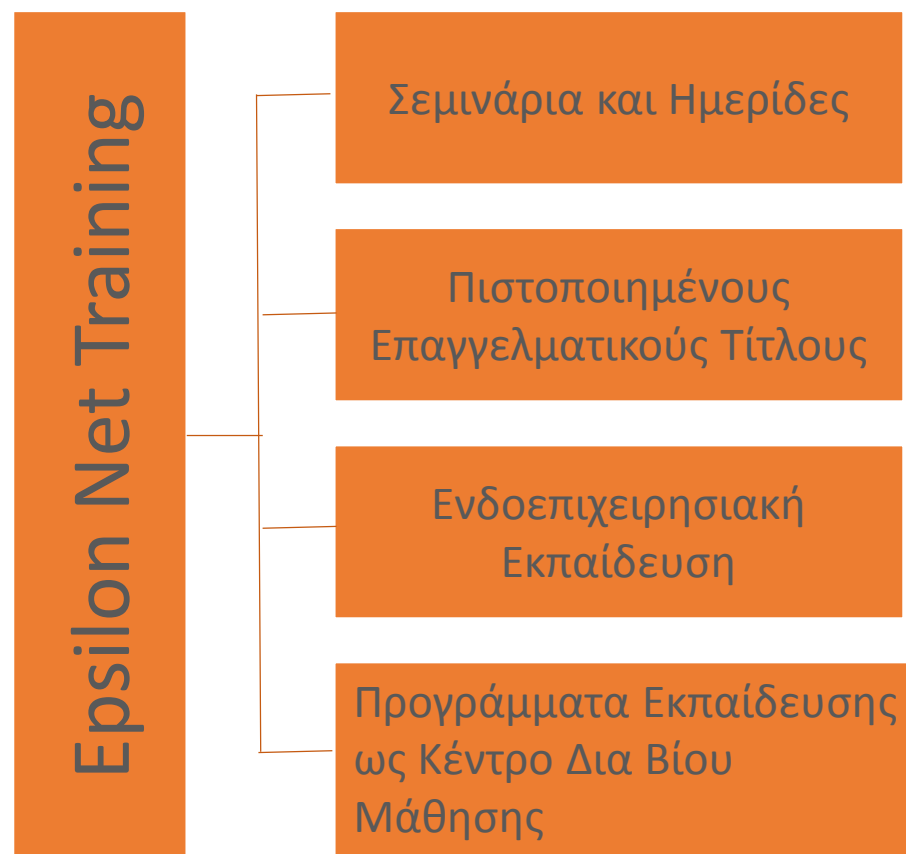 Epsilon Net Training
Σεμινάρια και Ημερίδες
Πιστοποιημένους
Επαγγελματικούς Τίτλους
Ενδοεπιχειρησιακή
Εκπαίδευση
Προγράμματα Εκπαίδευσης
ως Κέντρο Δια Βίου
Μάθησης